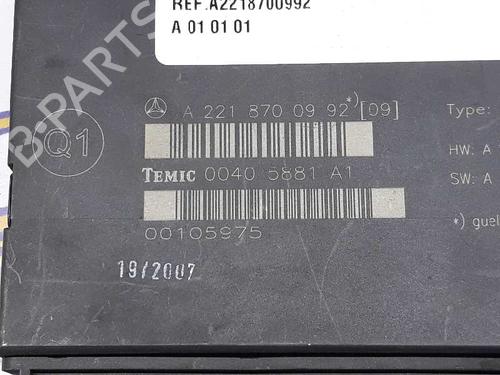 REF.A2218700992
A 01 01 01
A 221 870 09 92 *) [09]
Type:
Q1
HW: A
TEMIC 0040 5881 A1
SW: A
*) guel
00105975
19/2007
B-PARTS